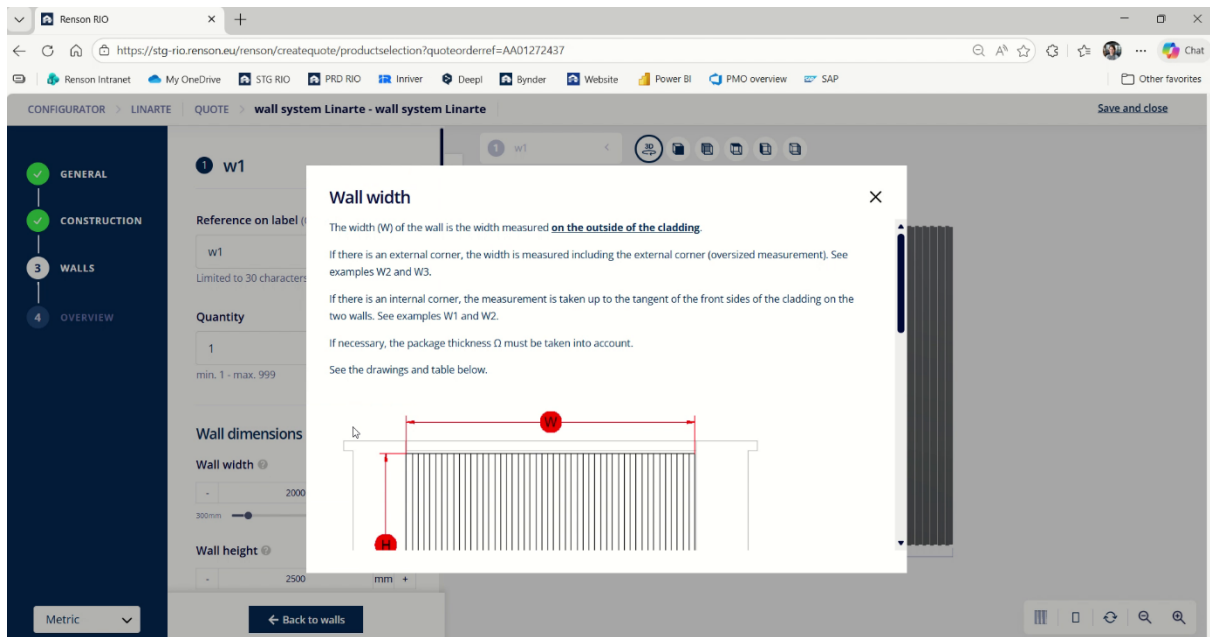 Renson RIO
https://stg-rio.renson.eu/renson/createquote/productselection?quoteorderref=AA01272437
Chat
Renson Intranet My OneDrive STG RIO PRD RIO Inriver Deepl Bynder Website Power BI PMO overview SAP Other favorites
CONFIGURATOR > LINARTE QUOTE > wall system Linarte - wall system Linarte Save and close
1 w1
3D
GENERAL
CONSTRUCTION
3 WALLS
4 OVERVIEW
1 w1
Reference on label
w1
Limited to 30 characters
Quantity
1
min. 1 - max. 999
Wall dimensions
Wall width
- 2000
300mm
Wall height
- 2500 mm +
Wall width
The width (W) of the wall is the width measured on the outside of the cladding.
If there is an external corner, the width is measured including the external corner (oversized measurement). See
examples W2 and W3.
If there is an internal corner, the measurement is taken up to the tangent of the front sides of the cladding on the
two walls. See examples W1 and W2.
If necessary, the package thickness Ω must be taken into account.
See the drawings and table below.
W
H
Metric
← Back to walls